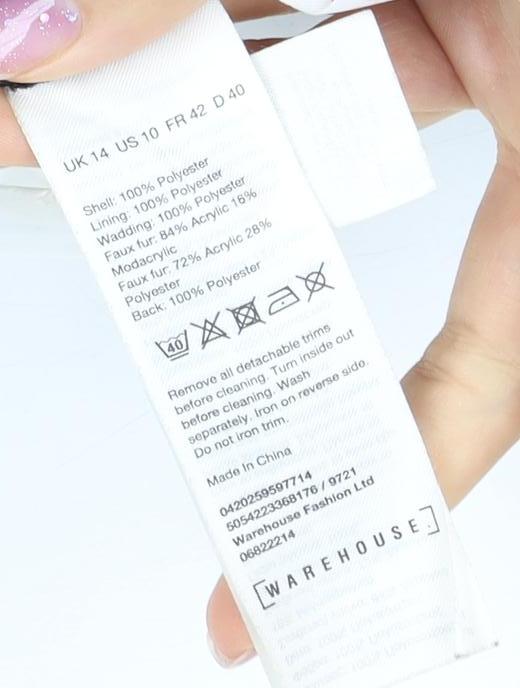 UK 14 US 10 FR 42 D 40
Shell: 100% Polyester
Lining: 100% Polyester
Wadding: 100% Polyester
Faux fur: 84% Acrylic 16%
Modacrylic
Faux fur: 72% Acrylic 28%
Polyester
Back: 100% Polyester
40
Remove all detachable trims
before cleaning. Turn inside out
before cleaning. Wash
separately. Iron on reverse side.
Do not iron trim.
Made In China
0420259597714
5054223368176 / 9721
Warehouse Fashion Ltd
06822214
[WAREHOUSE.]